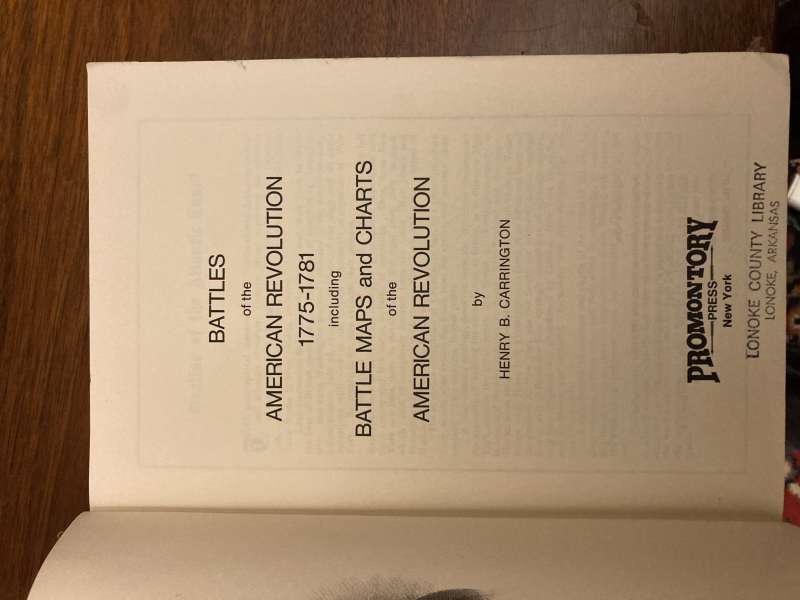 BATTLES
of the
AMERICAN REVOLUTION
1775-1781
including
BATTLE MAPS and CHARTS
of the
AMERICAN REVOLUTION
by
HENRY B. CARRINGTON
PROMONTORY
PRESS
New York
LONOKE COUNTY LIBRARY
LONOKE, ARKANSAS